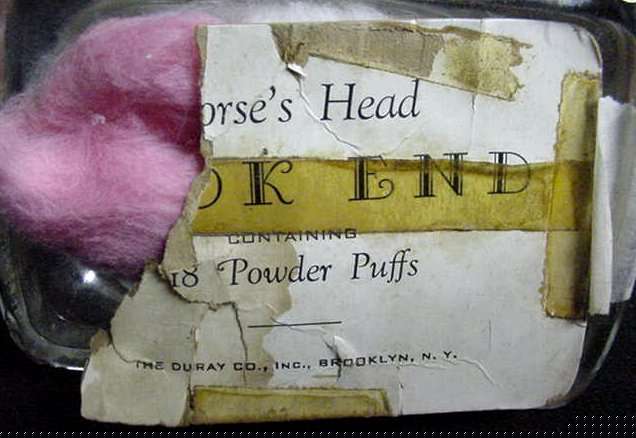 orse's Head
OK END
CONTAINING
18 Powder Puffs
THE DURAY CO., INC., BROOKLYN, N. Y.